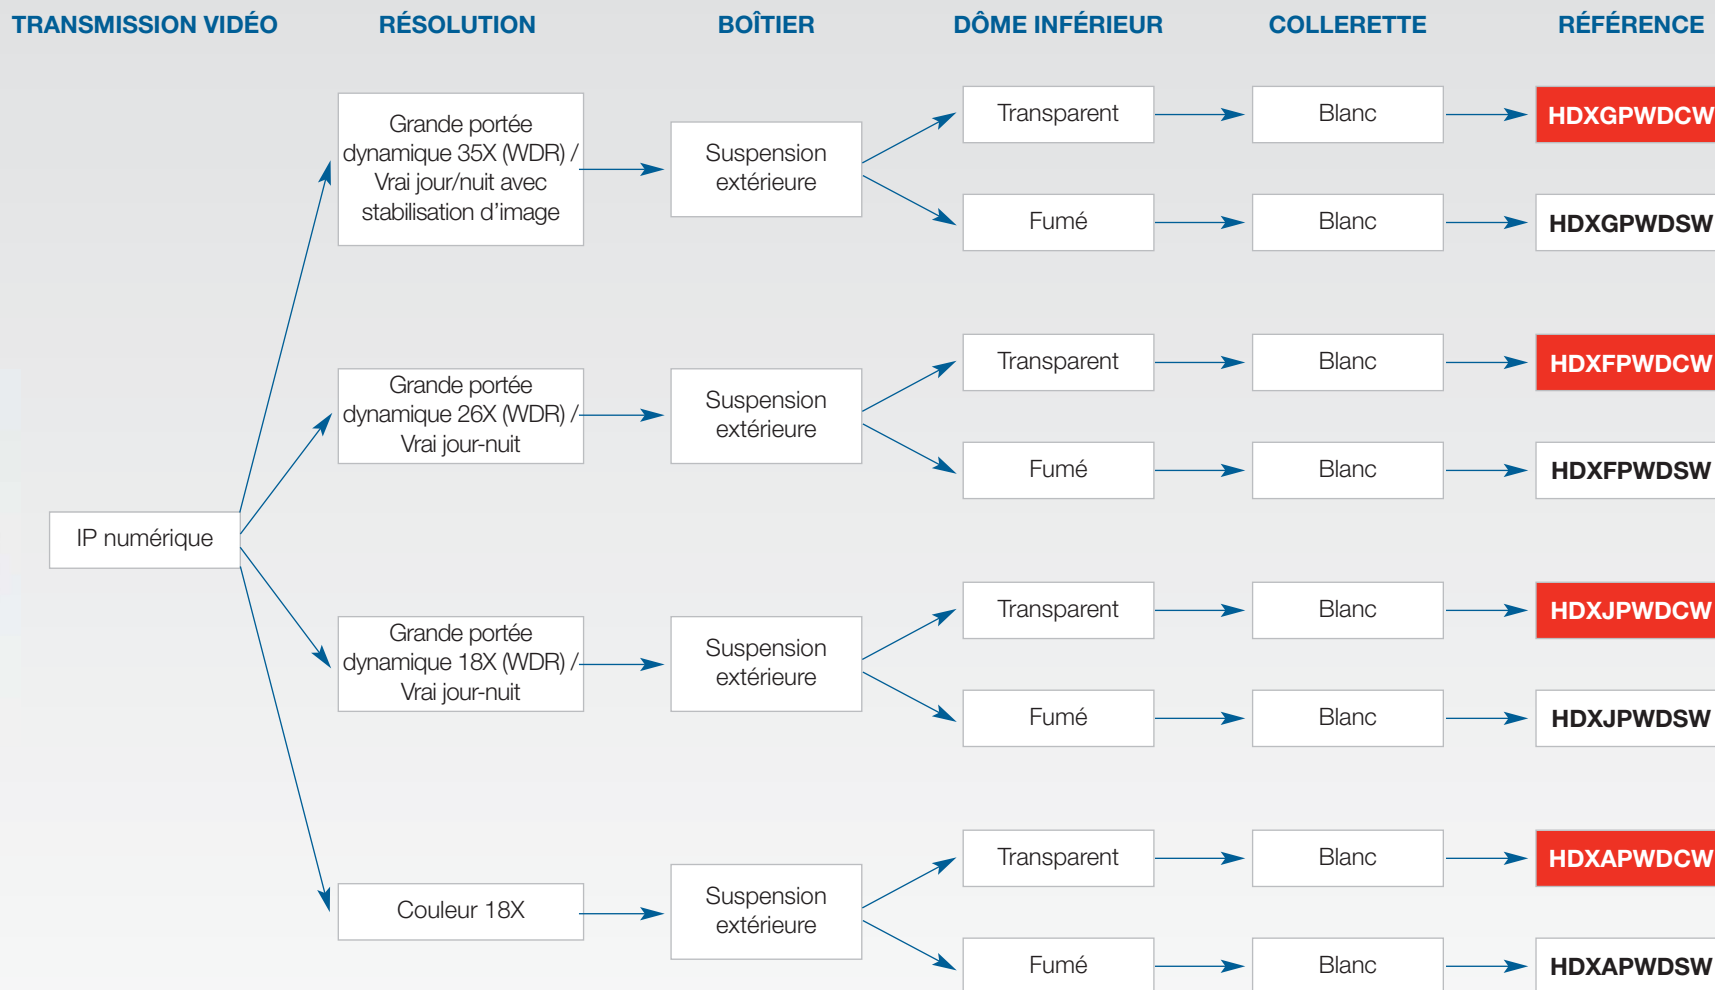 TRANSMISSION VIDÉO
RÉSOLUTION
BOÎTIER
DÔME INFÉRIEUR
COLLERETTE
RÉFÉRENCE
IP numérique
Grande portée
dynamique 35X (WDR) /
Vrai jour/nuit avec
stabilisation d’image
Suspension
extérieure
Transparent
Blanc
HDXGPWDCW
Fumé
Blanc
HDXGPWDSW
Grande portée
dynamique 26X (WDR) /
Vrai jour-nuit
Suspension
extérieure
Transparent
Blanc
HDXFPWDCW
Fumé
Blanc
HDXFPWDSW
Grande portée
dynamique 18X (WDR) /
Vrai jour-nuit
Suspension
extérieure
Transparent
Blanc
HDXJPWDCW
Fumé
Blanc
HDXJPWDSW
Couleur 18X
Suspension
extérieure
Transparent
Blanc
HDXAPWDCW
Fumé
Blanc
HDXAPWDSW